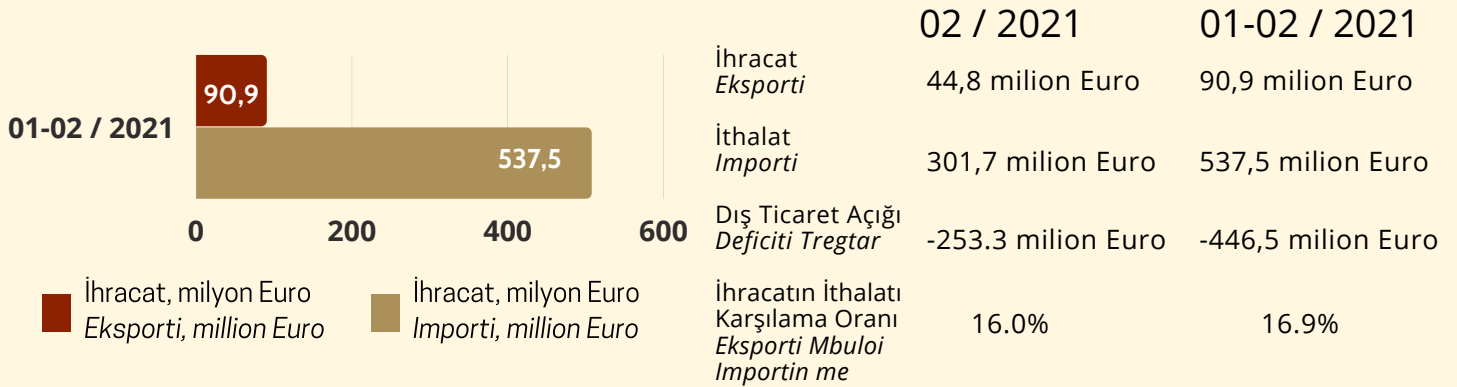 90,9
01-02 / 2021
537,5
0 200 400 600
İhracat, milyon Euro
Eksporti, million Euro
İhracat, milyon Euro
Importi, million Euro
02 / 2021 01-02 / 2021
İhracat
Eksporti
44,8 milion Euro 90,9 milion Euro
İthalat
Importi
301,7 milion Euro 537,5 milion Euro
Dış Ticaret Açığı
Deficiti Tregtar
-253.3 milion Euro -446,5 milion Euro
İhracatın İthalatı
Karşılama Oranı
Eksporti Mbuloi
Importin me
16.0% 16.9%